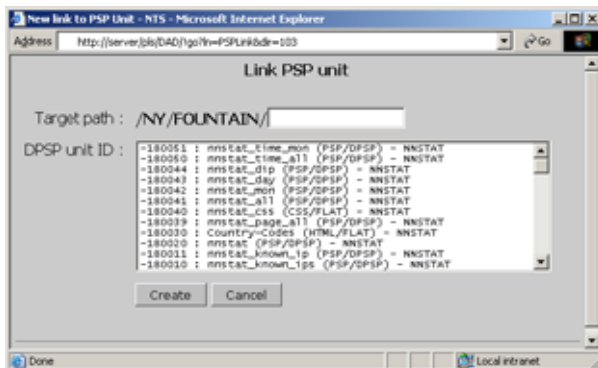 New link to PSP Unit - NTS - Microsoft Internet Explorer
Address http://server/pls/DAD/!go?ln=PSPLink&dir=103 Go
Link PSP unit
Target path : /NY/FOUNTAIN/
DPSP unit ID :
-180051 : nnstat_time_mon (PSP/DPSP) - NNSTAT
-180050 : nnstat_time_all (PSP/DPSP) - NNSTAT
-180044 : nnstat_dip (PSP/DPSP) - NNSTAT
-180043 : nnstat_day (PSP/DPSP) - NNSTAT
-180042 : nnstat_mon (PSP/DPSP) - NNSTAT
-180041 : nnstat_all (PSP/DPSP) - NNSTAT
-180040 : nnstat_css (CSS/FLAT) - NNSTAT
-180039 : nnstat_page_all (PSP/DPSP) - NNSTAT
-180030 : Country-Codes (HTML/FLAT) - NNSTAT
-180020 : nnstat (PSP/DPSP) - NNSTAT
-180011 : nnstat_known_ip (PSP/DPSP) - NNSTAT
-180010 : nnstat_known_ips (PSP/DPSP) - NNSTAT
Create Cancel
Done Local intranet